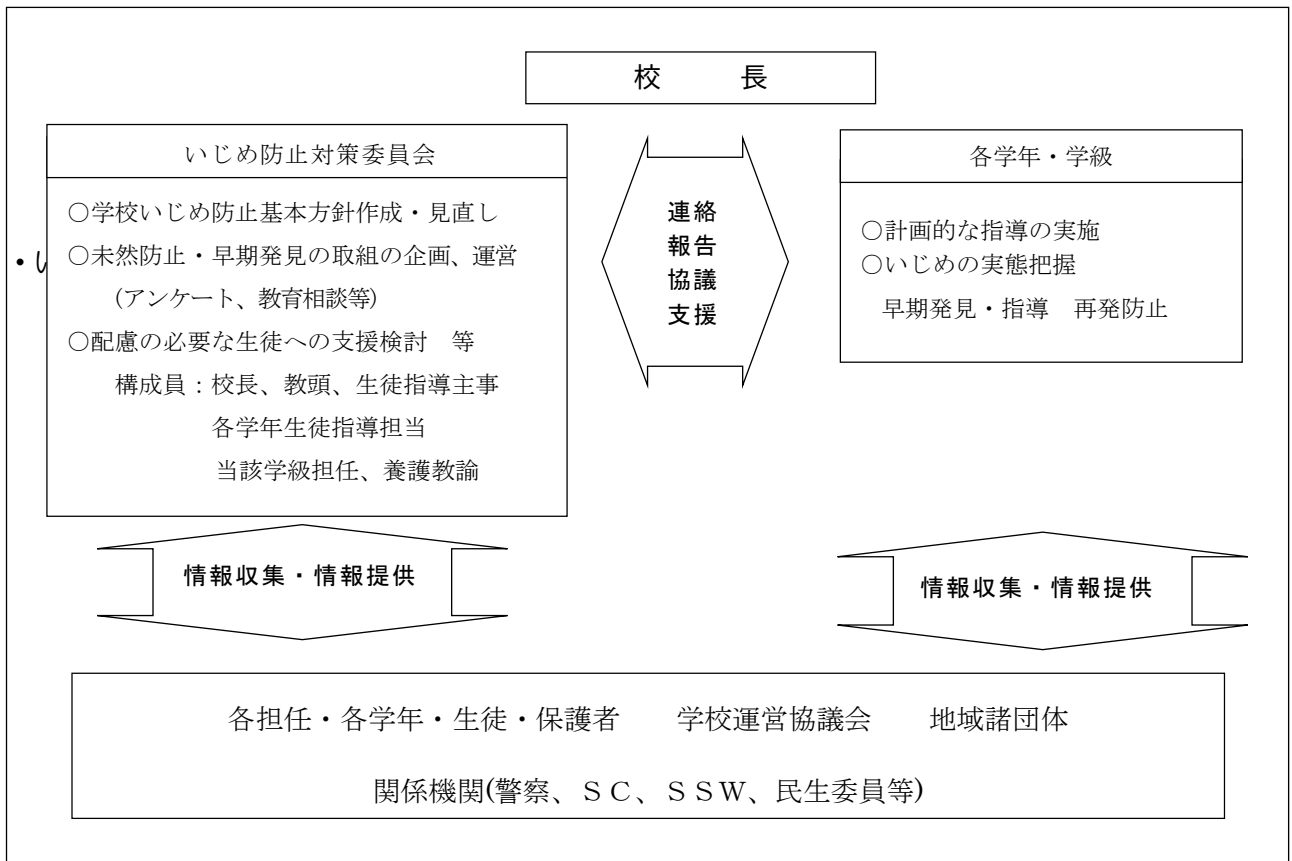 校　　長
いじめ防止対策委員会
○学校いじめ防止基本方針作成・見直し
○未然防止・早期発見の取組の企画、運営
（アンケート、教育相談等）
○配慮の必要な生徒への支援検討　等
構成員：校長、教頭、生徒指導主事
各学年生徒指導担当
当該学級担任、養護教諭
連絡
報告
協議
支援
各学年・学級
○計画的な指導の実施
○いじめの実態把握
早期発見・指導　再発防止
情報収集・情報提供
情報収集・情報提供
各担任・各学年・生徒・保護者　　学校運営協議会　　地域諸団体
関係機関(警察、ＳＣ、ＳＳＷ、民生委員等)